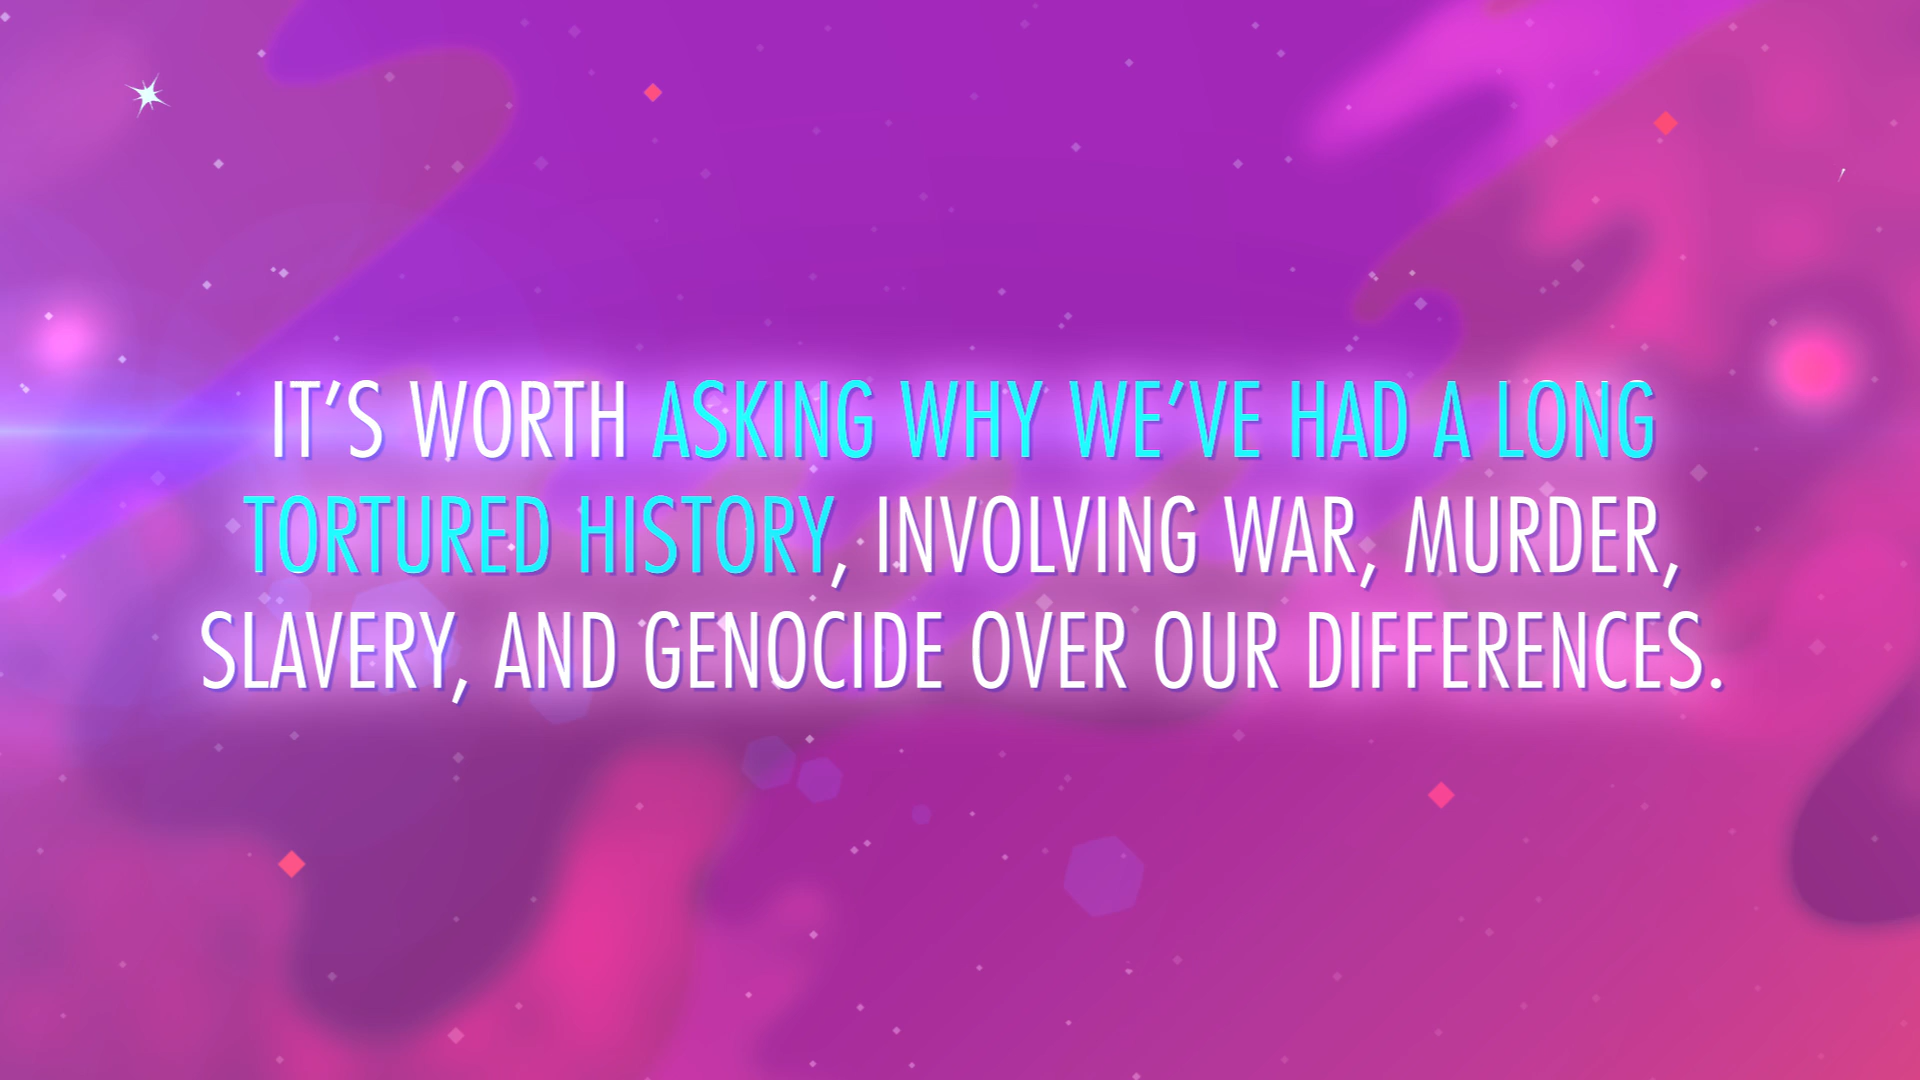 IT’S WORTH ASKING WHY WE’VE HAD A LONG
TORTURED HISTORY, INVOLVING WAR, MURDER,
SLAVERY, AND GENOCIDE OVER OUR DIFFERENCES.